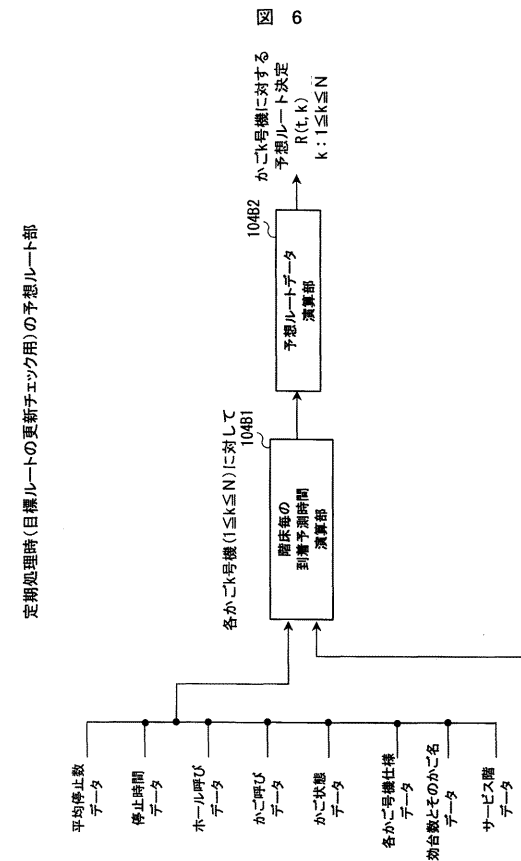 図 6
定期処理時(目標ルートの更新チェック用)の予想ルート部
平均停止数
データ
停止時間
データ
ホール呼び
データ
かご呼び
データ
かご状態
データ
各かご号機仕様
データ
効台数とそのかご名
データ
サービス階
データ
各かごk号機(1≦k≦N)に対して
104B1
階床毎の
到着予測時間
演算部
104B2
予想ルートデータ
演算部
かごk号機に対する
予想ルート決定
R(t,k)
k:1≦k≦N